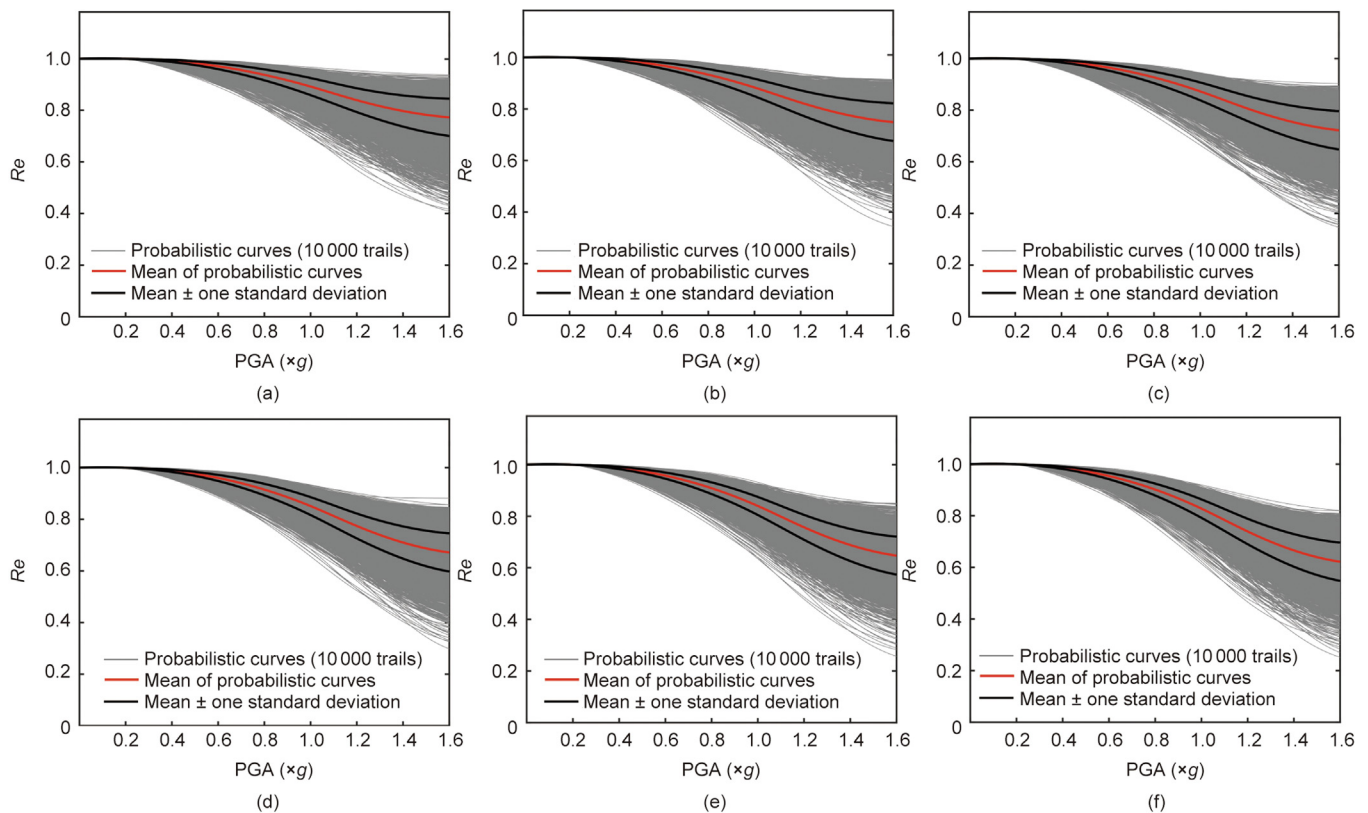 1.0
0.8
0.6
Re
0.4
0.2
0
Probabilistic curves (10 000 trails)
Mean of probabilistic curves
Mean ± one standard deviation
0.2 0.4 0.6 0.8 1.0 1.2 1.4 1.6
PGA (×g)
(a)
1.0
0.8
0.6
Re
0.4
0.2
0
Probabilistic curves (10 000 trails)
Mean of probabilistic curves
Mean ± one standard deviation
0.2 0.4 0.6 0.8 1.0 1.2 1.4 1.6
PGA (×g)
(b)
1.0
0.8
0.6
Re
0.4
0.2
0
Probabilistic curves (10 000 trails)
Mean of probabilistic curves
Mean ± one standard deviation
0.2 0.4 0.6 0.8 1.0 1.2 1.4 1.6
PGA (×g)
(c)
1.0
0.8
0.6
Re
0.4
0.2
0
Probabilistic curves (10 000 trails)
Mean of probabilistic curves
Mean ± one standard deviation
0.2 0.4 0.6 0.8 1.0 1.2 1.4 1.6
PGA (×g)
(d)
1.0
0.8
0.6
Re
0.4
0.2
0
Probabilistic curves (10 000 trails)
Mean of probabilistic curves
Mean ± one standard deviation
0.2 0.4 0.6 0.8 1.0 1.2 1.4 1.6
PGA (×g)
(e)
1.0
0.8
0.6
Re
0.4
0.2
0
Probabilistic curves (10 000 trails)
Mean of probabilistic curves
Mean ± one standard deviation
0.2 0.4 0.6 0.8 1.0 1.2 1.4 1.6
PGA (×g)
(f)